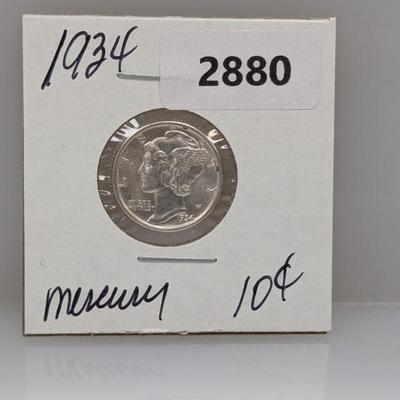 1934
2880
LIBERTY
IN GOD
WE TRUST
1934
Mercury 10¢